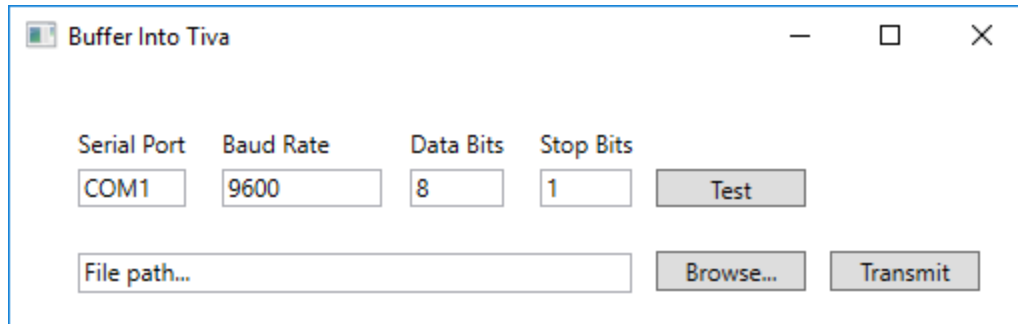 Buffer Into Tiva
Serial Port Baud Rate Data Bits Stop Bits
COM1 9600 8 1 Test
File path... Browse... Transmit